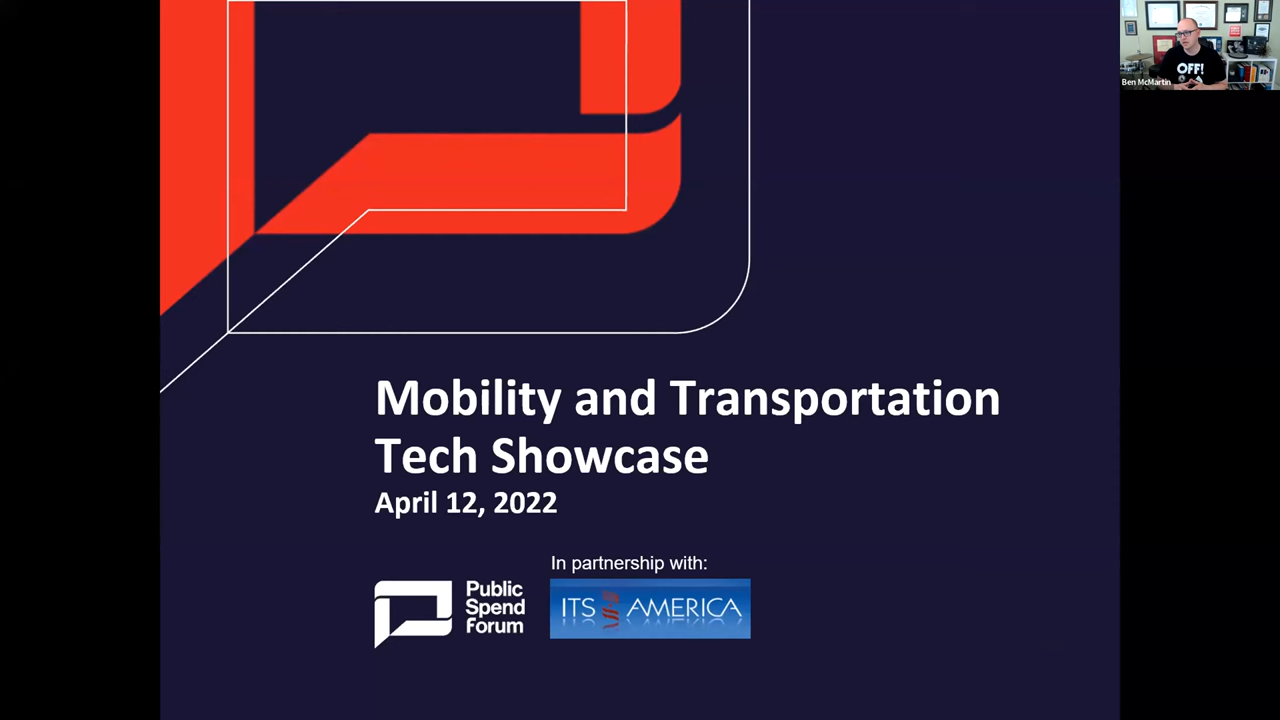 OFF!
Ben McMartin
Mobility and Transportation
Tech Showcase
April 12, 2022
In partnership with:
Public
Spend
Forum
ITS AMERICA